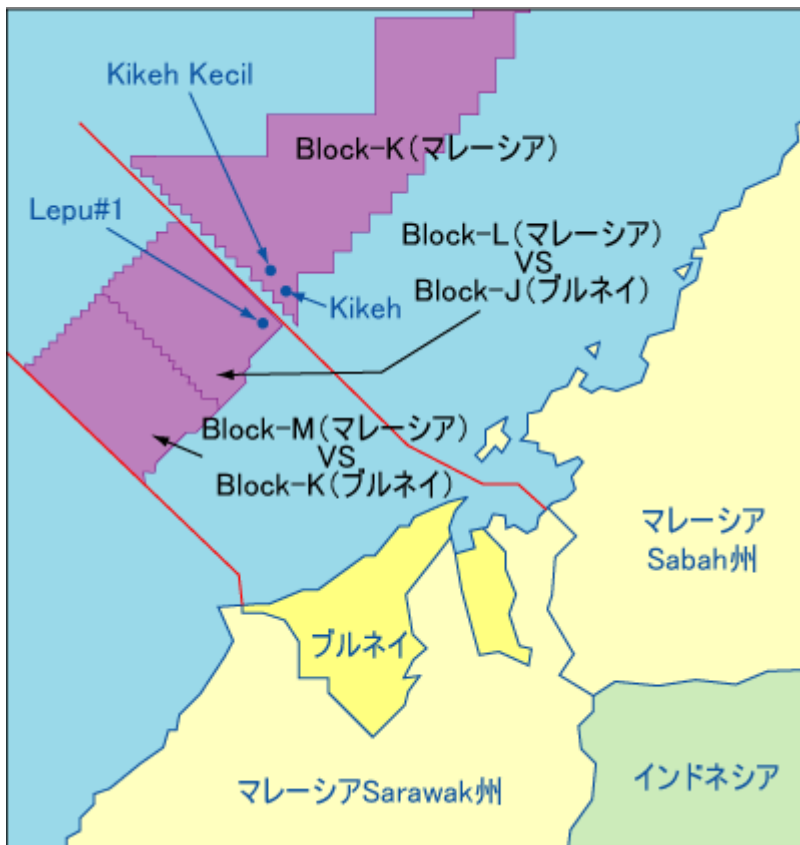 Kikeh Kecil
Block-K(マレーシア)
Lepu#1
Block-L(マレーシア)
VS
Block-J(ブルネイ)
Kikeh
Block-M(マレーシア)
VS
Block-K(ブルネイ)
マレーシア
Sabah州
ブルネイ
マレーシアSarawak州
インドネシア